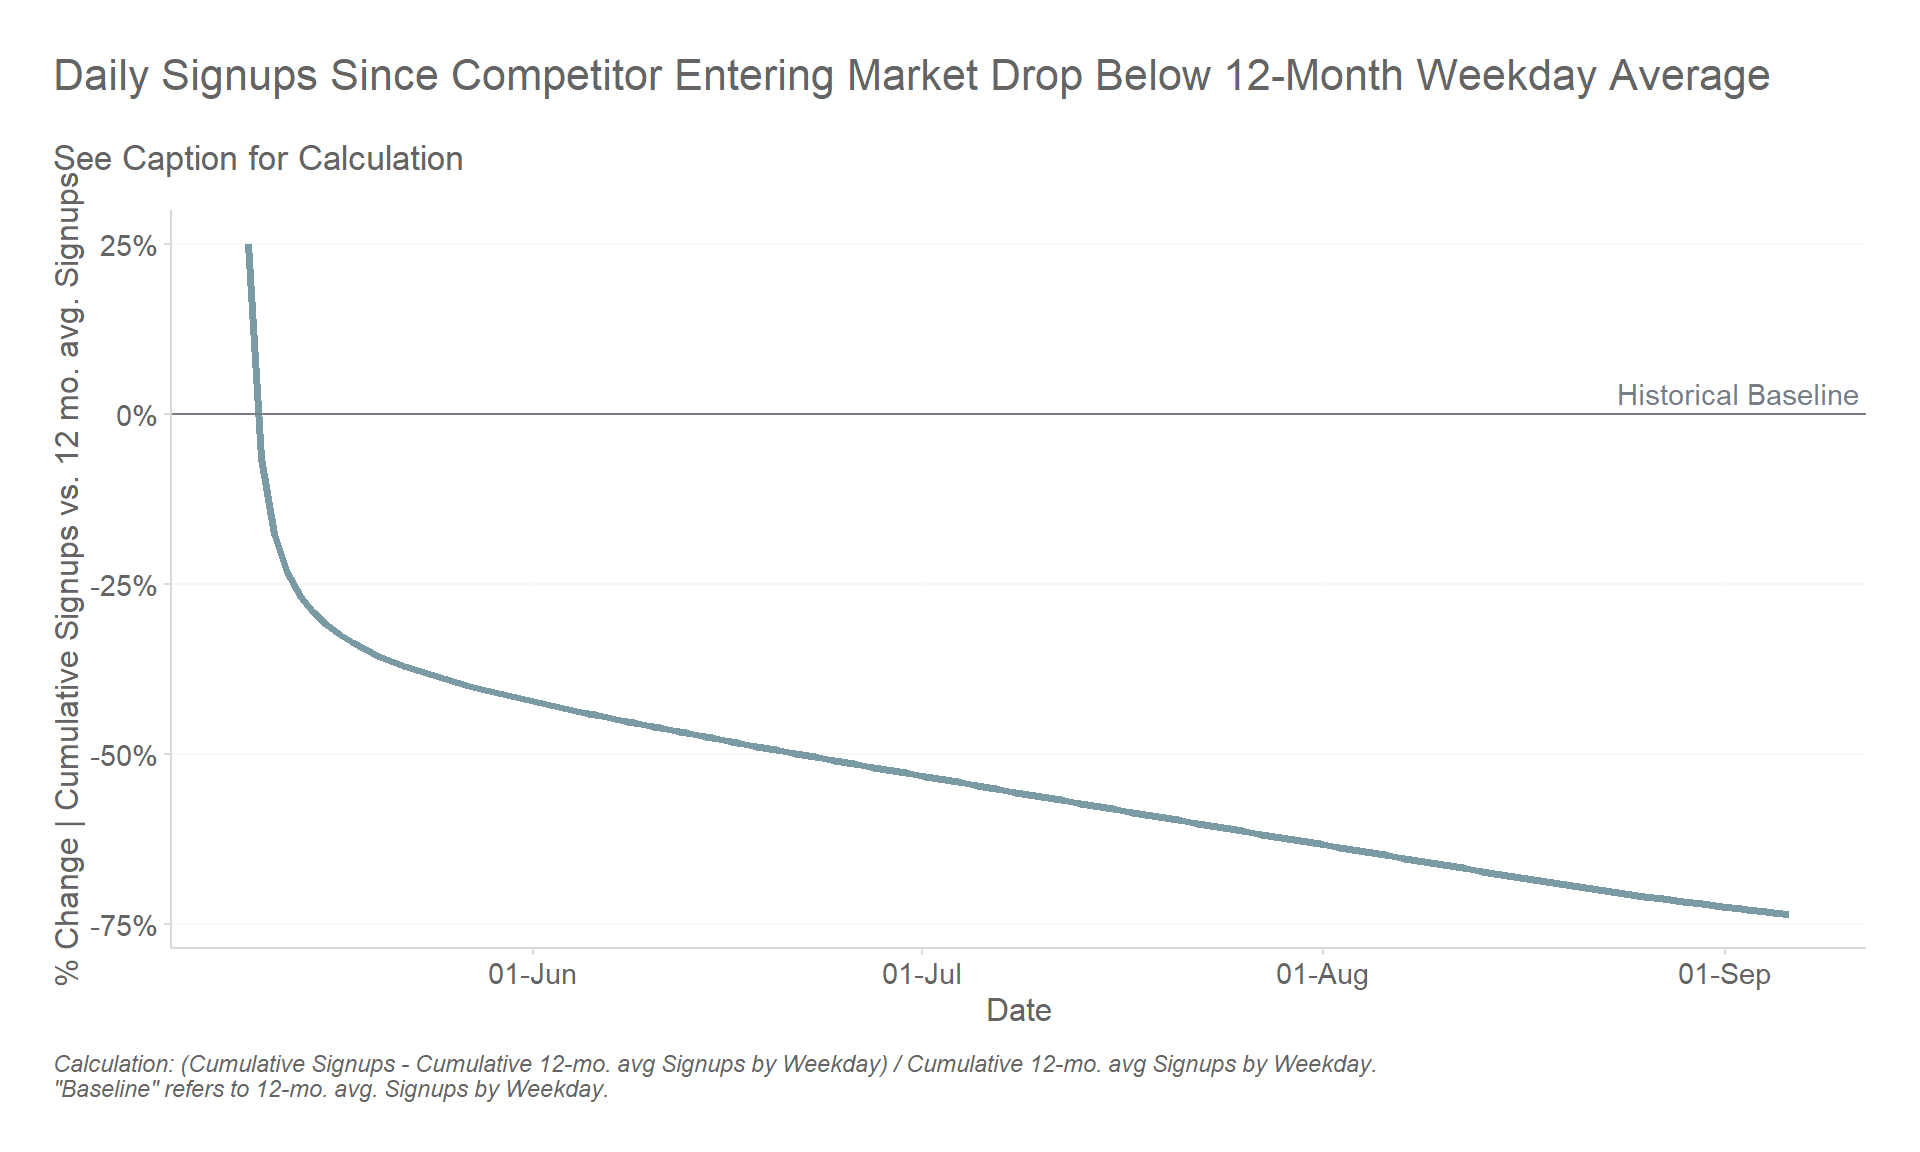 Daily Signups Since Competitor Entering Market Drop Below 12-Month Weekday Average
See Caption for Calculation
% Change | Cumulative Signups vs. 12 mo. avg. Signups
25%
0%
-25%
-50%
-75%
Historical Baseline
01-Jun
01-Jul
01-Aug
01-Sep
Date
Calculation: (Cumulative Signups - Cumulative 12-mo. avg Signups by Weekday) / Cumulative 12-mo. avg Signups by Weekday.
"Baseline" refers to 12-mo. avg. Signups by Weekday.